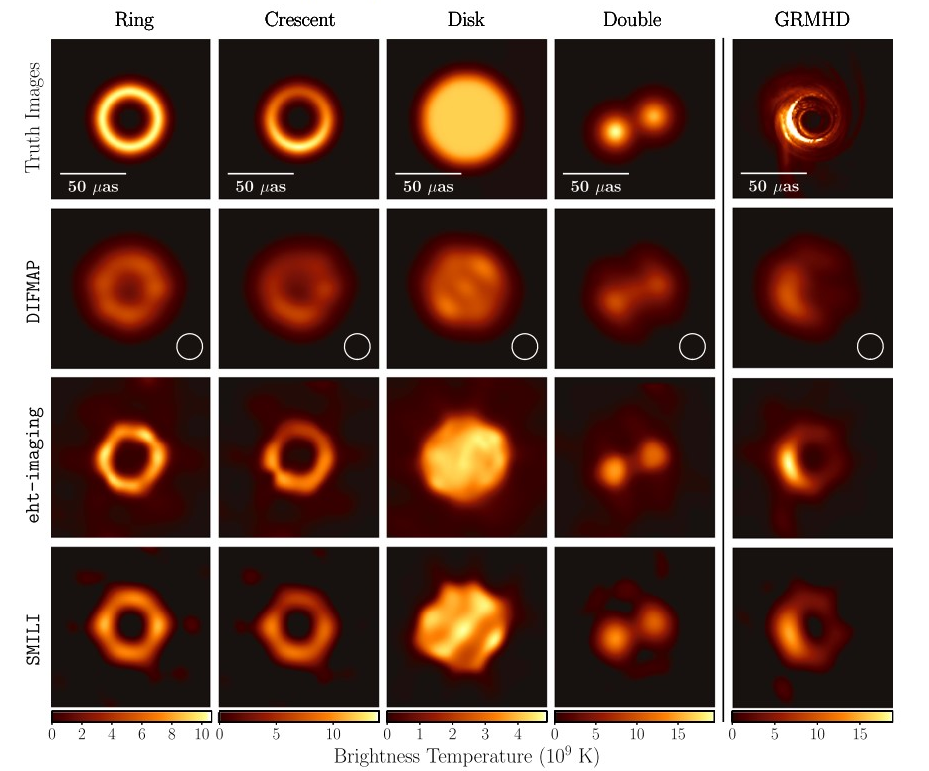 Ring Crescent Disk Double GRMHD
Truth Images
50 μas 50 μas 50 μas 50 μas 50 μas
DIFMAP
eht-imaging
SMILI
0 2 4 6 8 10 0 5 10 0 1 2 3 4 0 5 10 15 0 5 10 15
Brightness Temperature (10⁹ K)